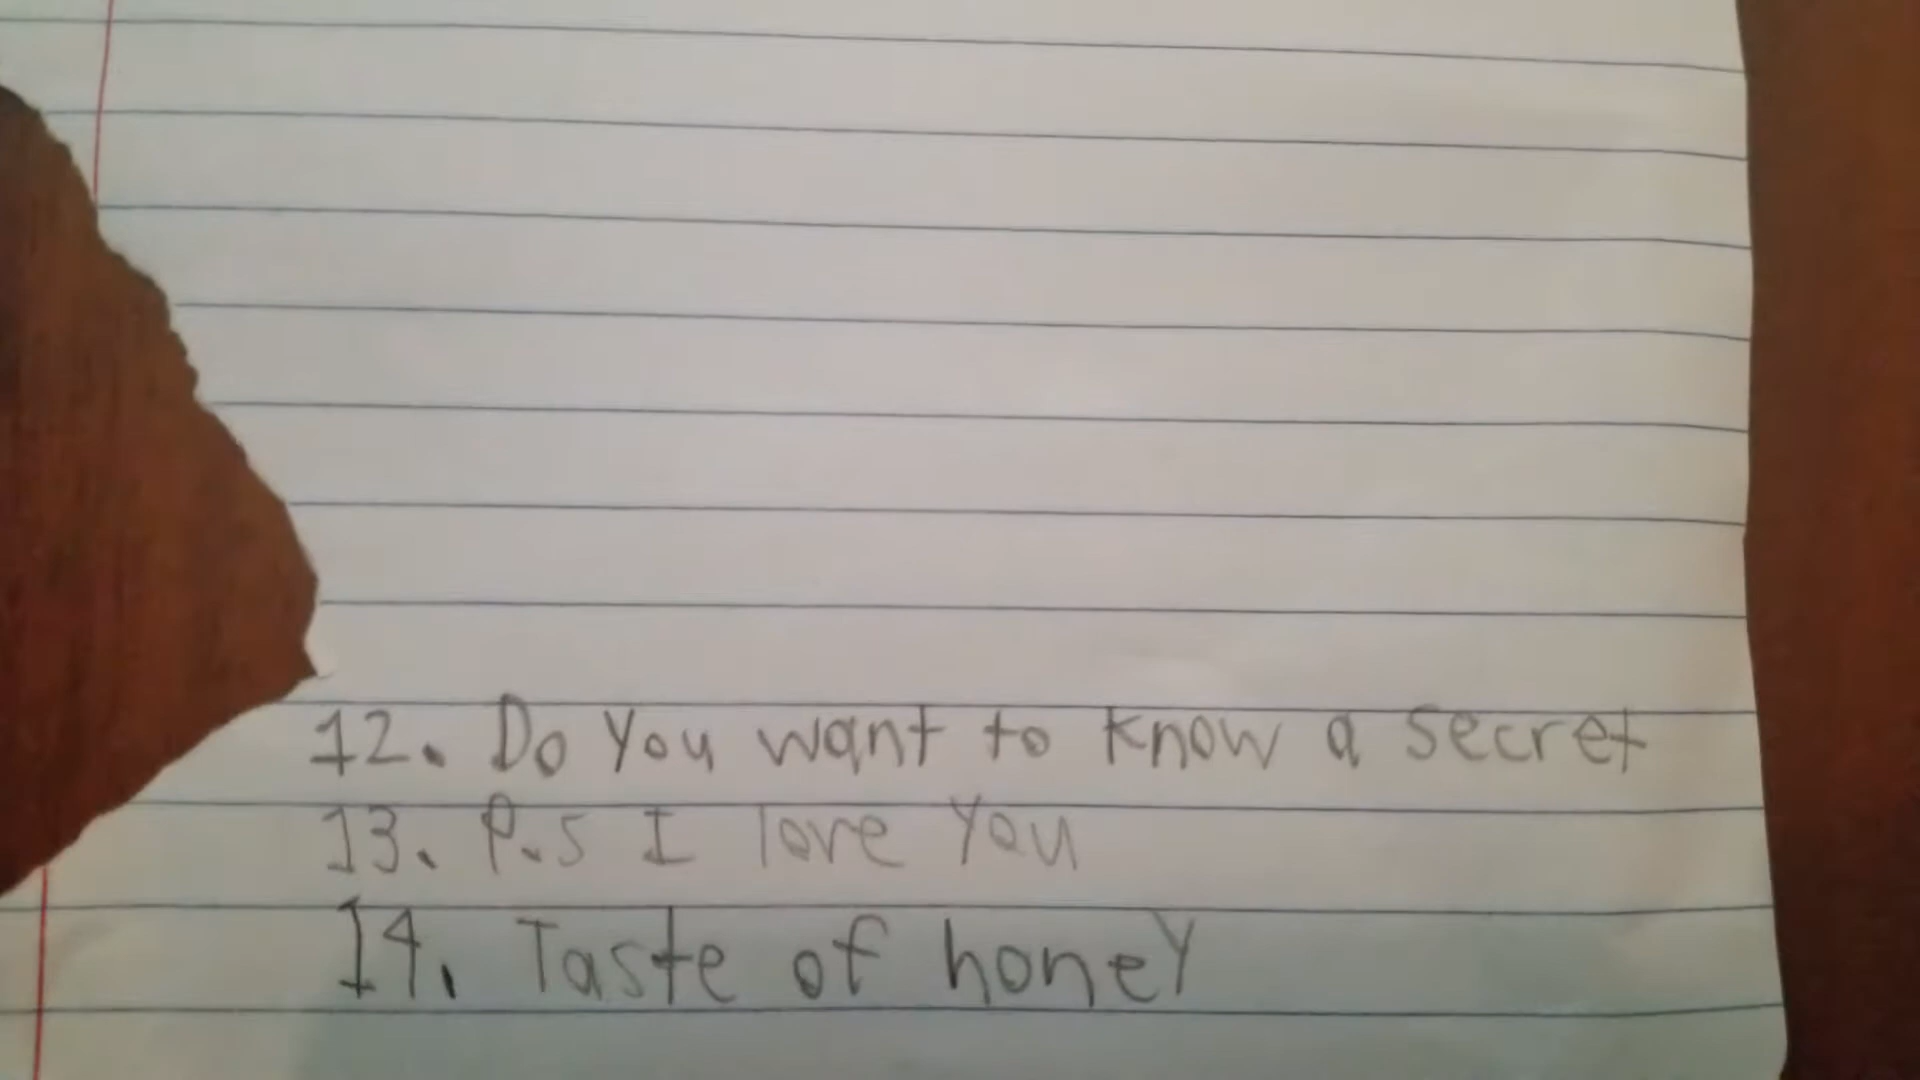 12. Do You want to know a secret
13. P.S I love You
14. Taste of honey